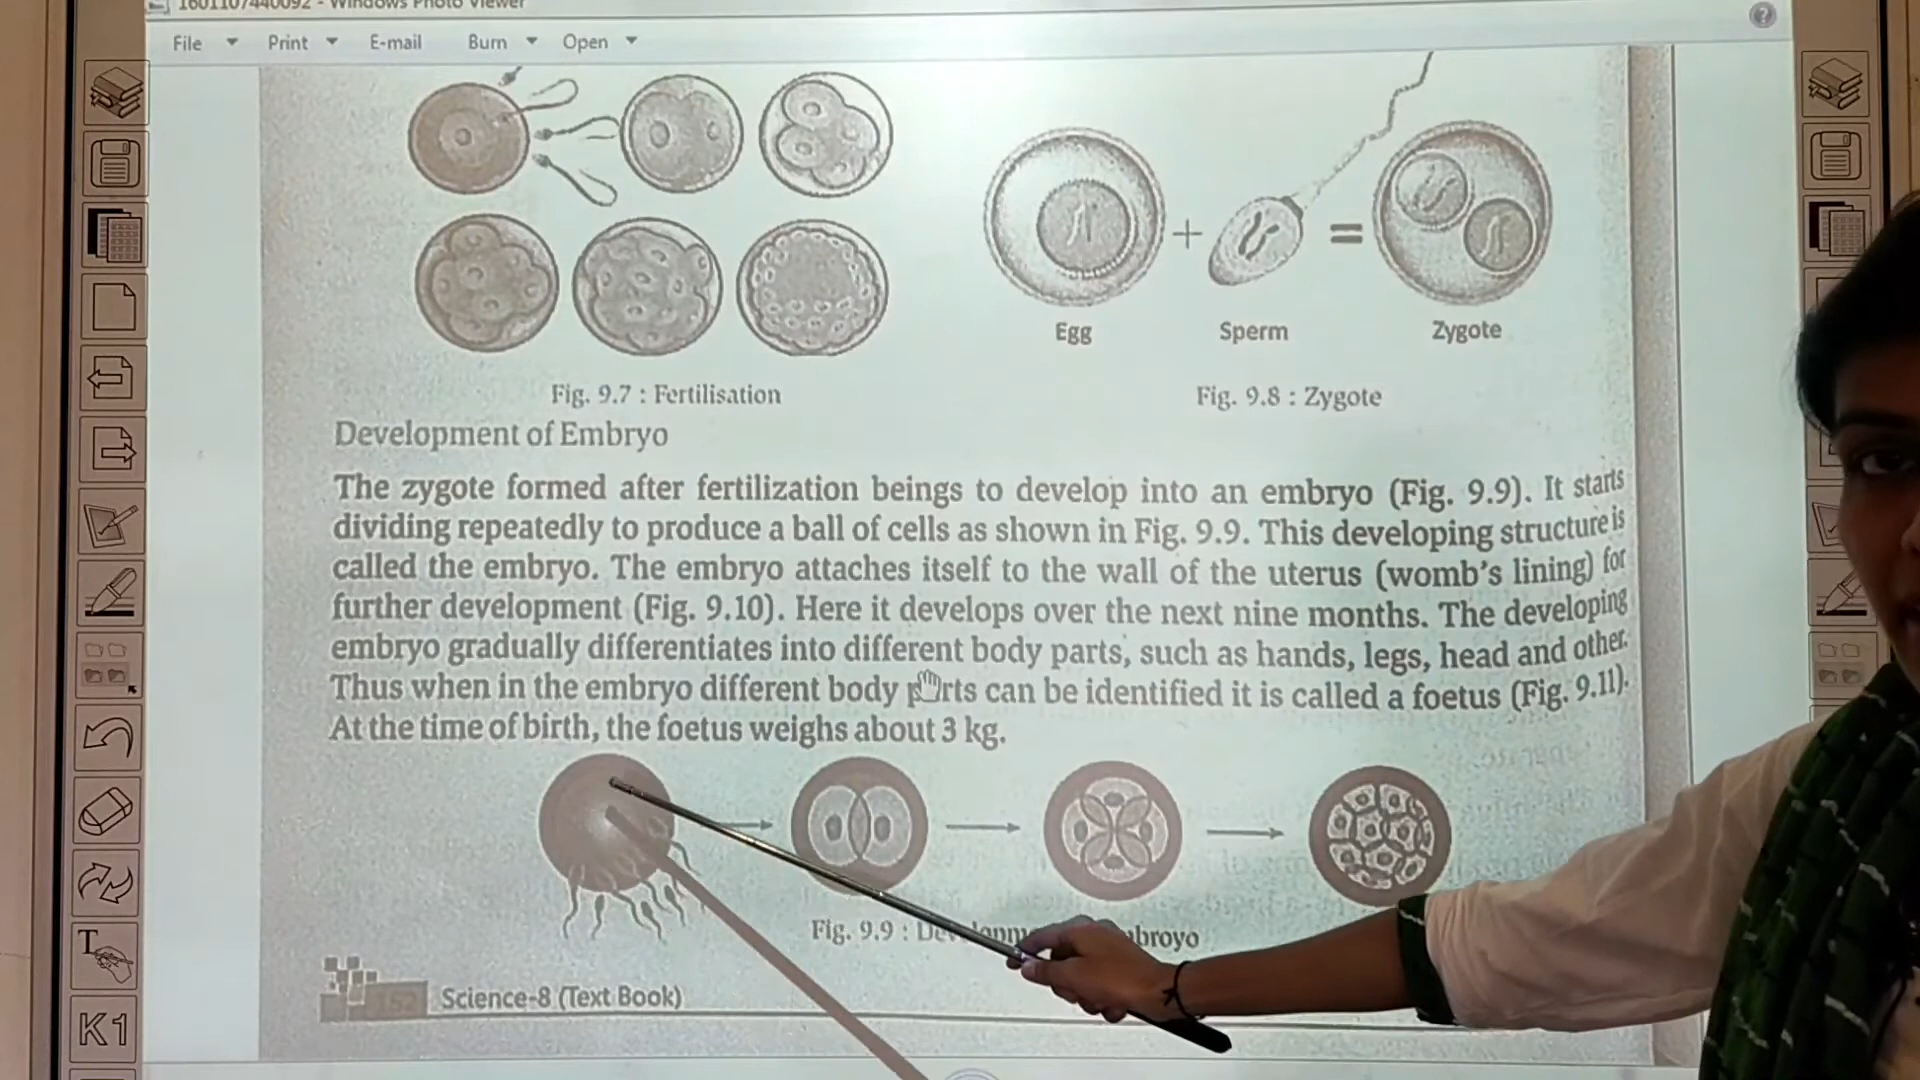 1601107440092 - Windows Photo Viewer
File Print E-mail Burn Open
Egg Sperm Zygote
Fig. 9.7 : Fertilisation
Fig. 9.8 : Zygote
Development of Embryo
The zygote formed after fertilization beings to develop into an embryo (Fig. 9.9). It starts
dividing repeatedly to produce a ball of cells as shown in Fig. 9.9. This developing structure is
called the embryo. The embryo attaches itself to the wall of the uterus (womb's lining) for
further development (Fig. 9.10). Here it develops over the next nine months. The developing
embryo gradually differentiates into different body parts, such as hands, legs, head and other.
Thus when in the embryo different body parts can be identified it is called a foetus (Fig. 9.11).
At the time of birth, the foetus weighs about 3 kg.
Fig. 9.9 :
152 Science-8 (Text Book)
T
K1